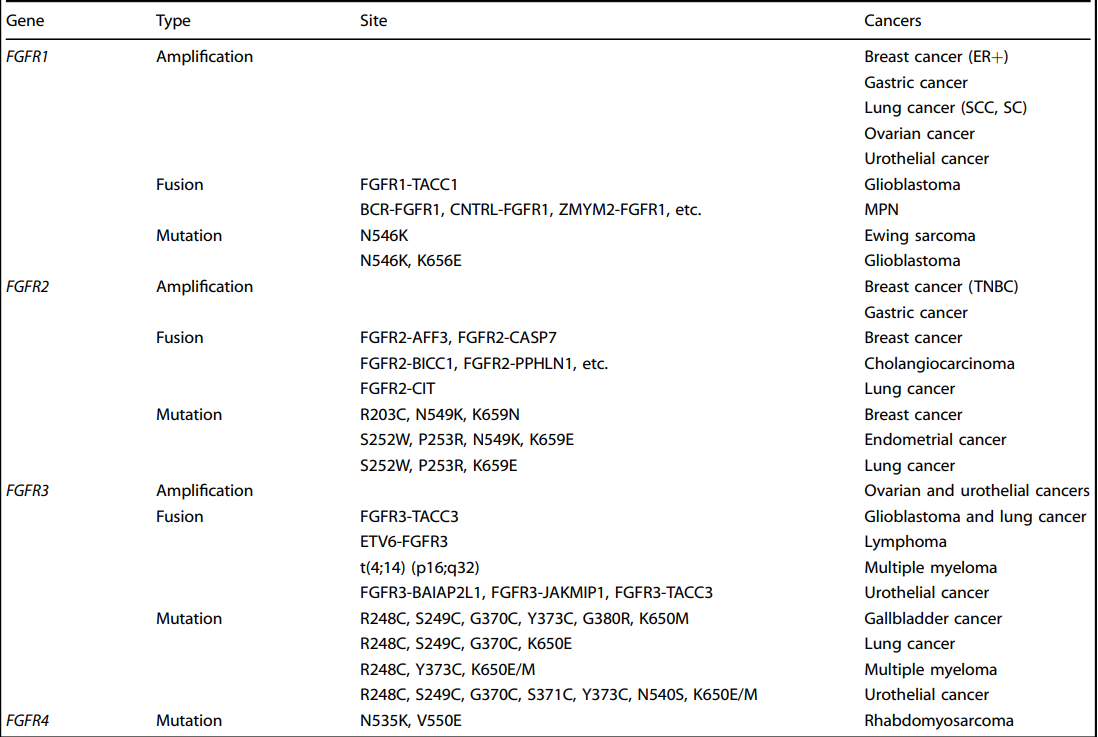 Gene Type Site Cancers
FGFR1 Amplification Breast cancer (ER+)
Gastric cancer
Lung cancer (SCC, SC)
Ovarian cancer
Urothelial cancer
Fusion FGFR1-TACC1 Glioblastoma
BCR-FGFR1, CNTRL-FGFR1, ZMYM2-FGFR1, etc. MPN
Mutation N546K Ewing sarcoma
N546K, K656E Glioblastoma
FGFR2 Amplification Breast cancer (TNBC)
Gastric cancer
Fusion FGFR2-AFF3, FGFR2-CASP7 Breast cancer
FGFR2-BICC1, FGFR2-PPHLN1, etc. Cholangiocarcinoma
FGFR2-CIT Lung cancer
Mutation R203C, N549K, K659N Breast cancer
S252W, P253R, N549K, K659E Endometrial cancer
S252W, P253R, K659E Lung cancer
FGFR3 Amplification Ovarian and urothelial cancers
Fusion FGFR3-TACC3 Glioblastoma and lung cancer
ETV6-FGFR3 Lymphoma
t(4;14) (p16;q32) Multiple myeloma
FGFR3-BAIAP2L1, FGFR3-JAKMIP1, FGFR3-TACC3 Urothelial cancer
Mutation R248C, S249C, G370C, Y373C, G380R, K650M Gallbladder cancer
R248C, S249C, G370C, K650E Lung cancer
R248C, Y373C, K650E/M Multiple myeloma
R248C, S249C, G370C, S371C, Y373C, N540S, K650E/M Urothelial cancer
FGFR4 Mutation N535K, V550E Rhabdomyosarcoma